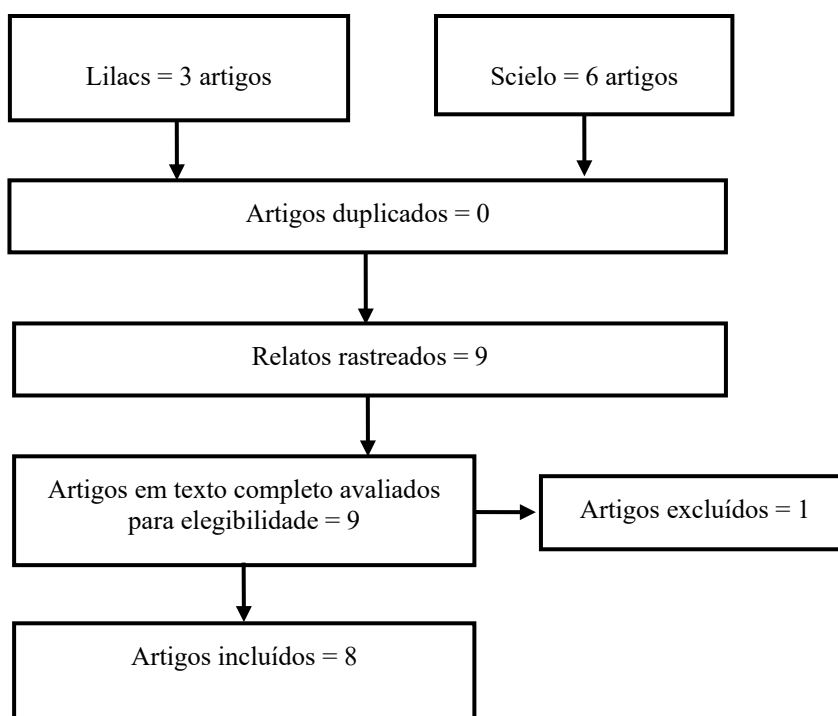 Lilacs = 3 artigos
Scielo = 6 artigos
Artigos duplicados = 0
Relatos rastreados = 9
Artigos em texto completo avaliados
para elegibilidade = 9
Artigos excluídos = 1
Artigos incluídos = 8